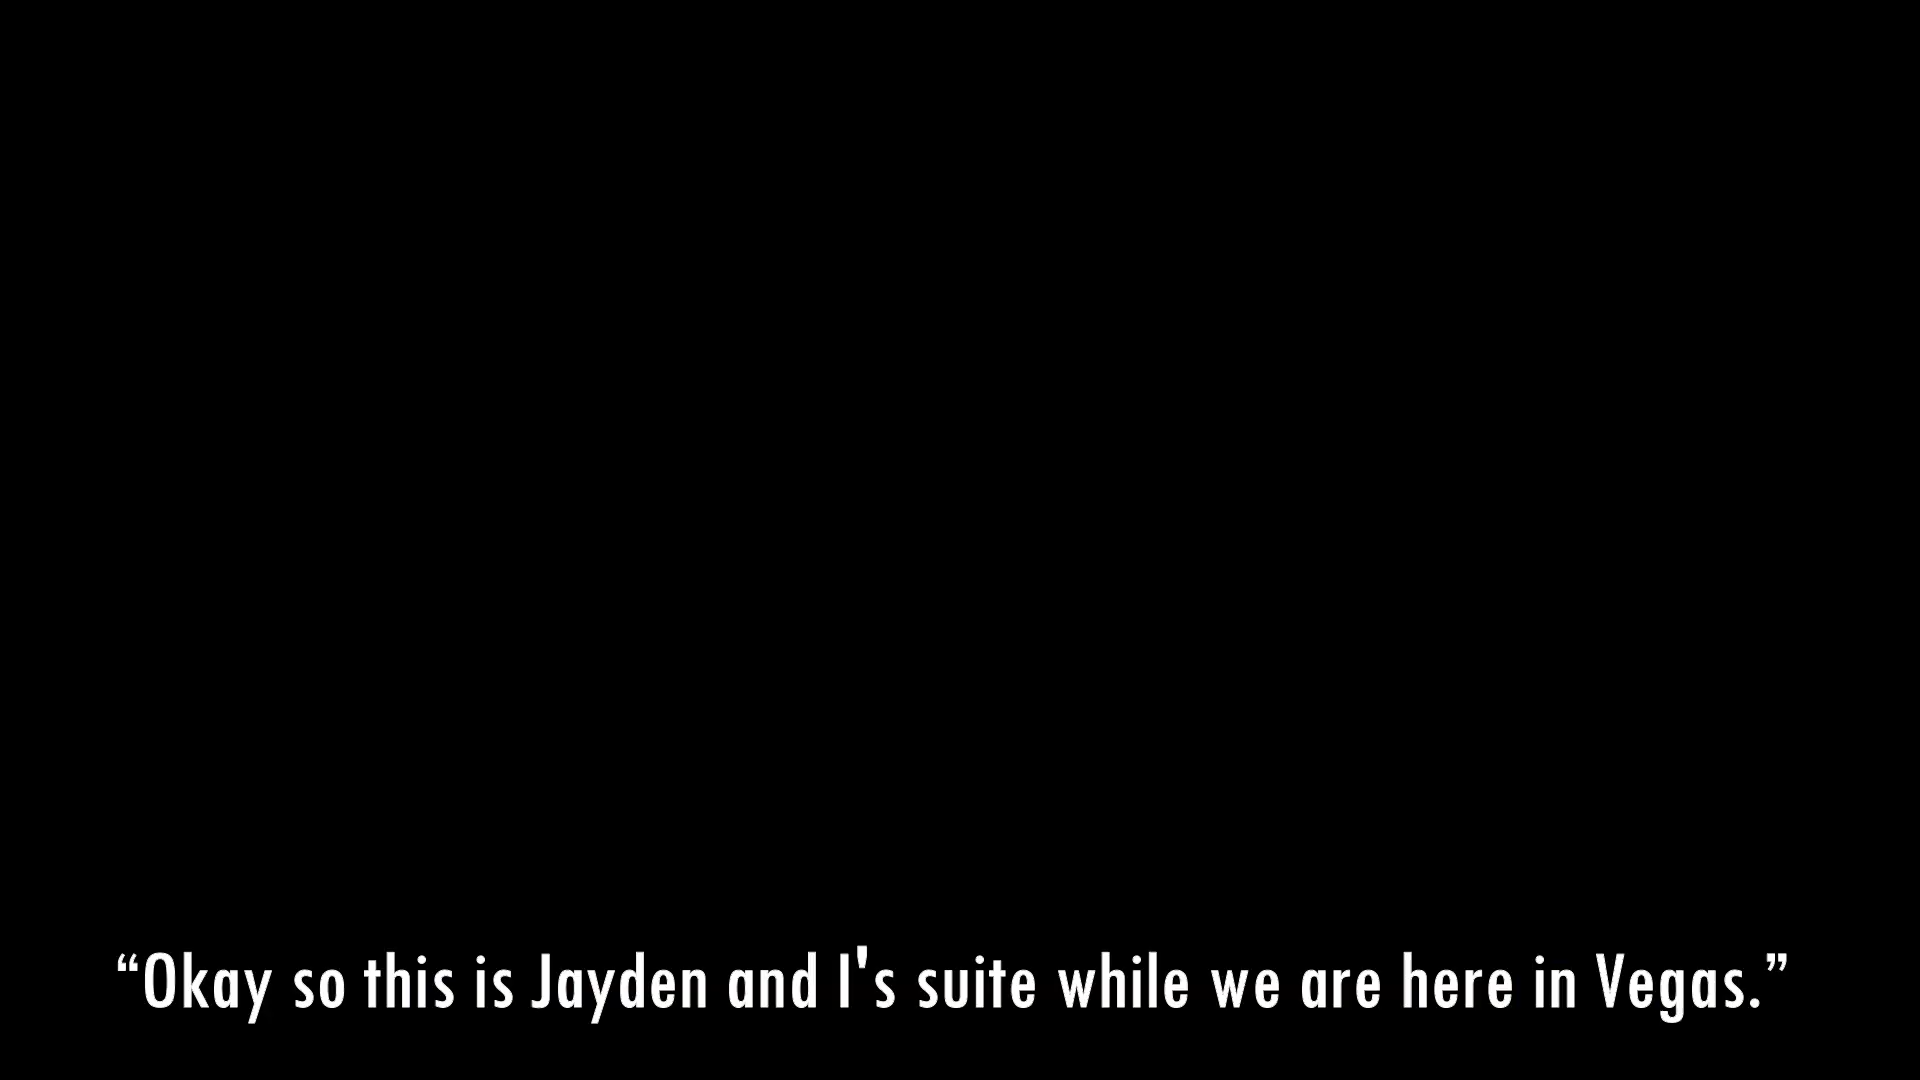 “Okay so this is Jayden and I's suite while we are here in Vegas.”